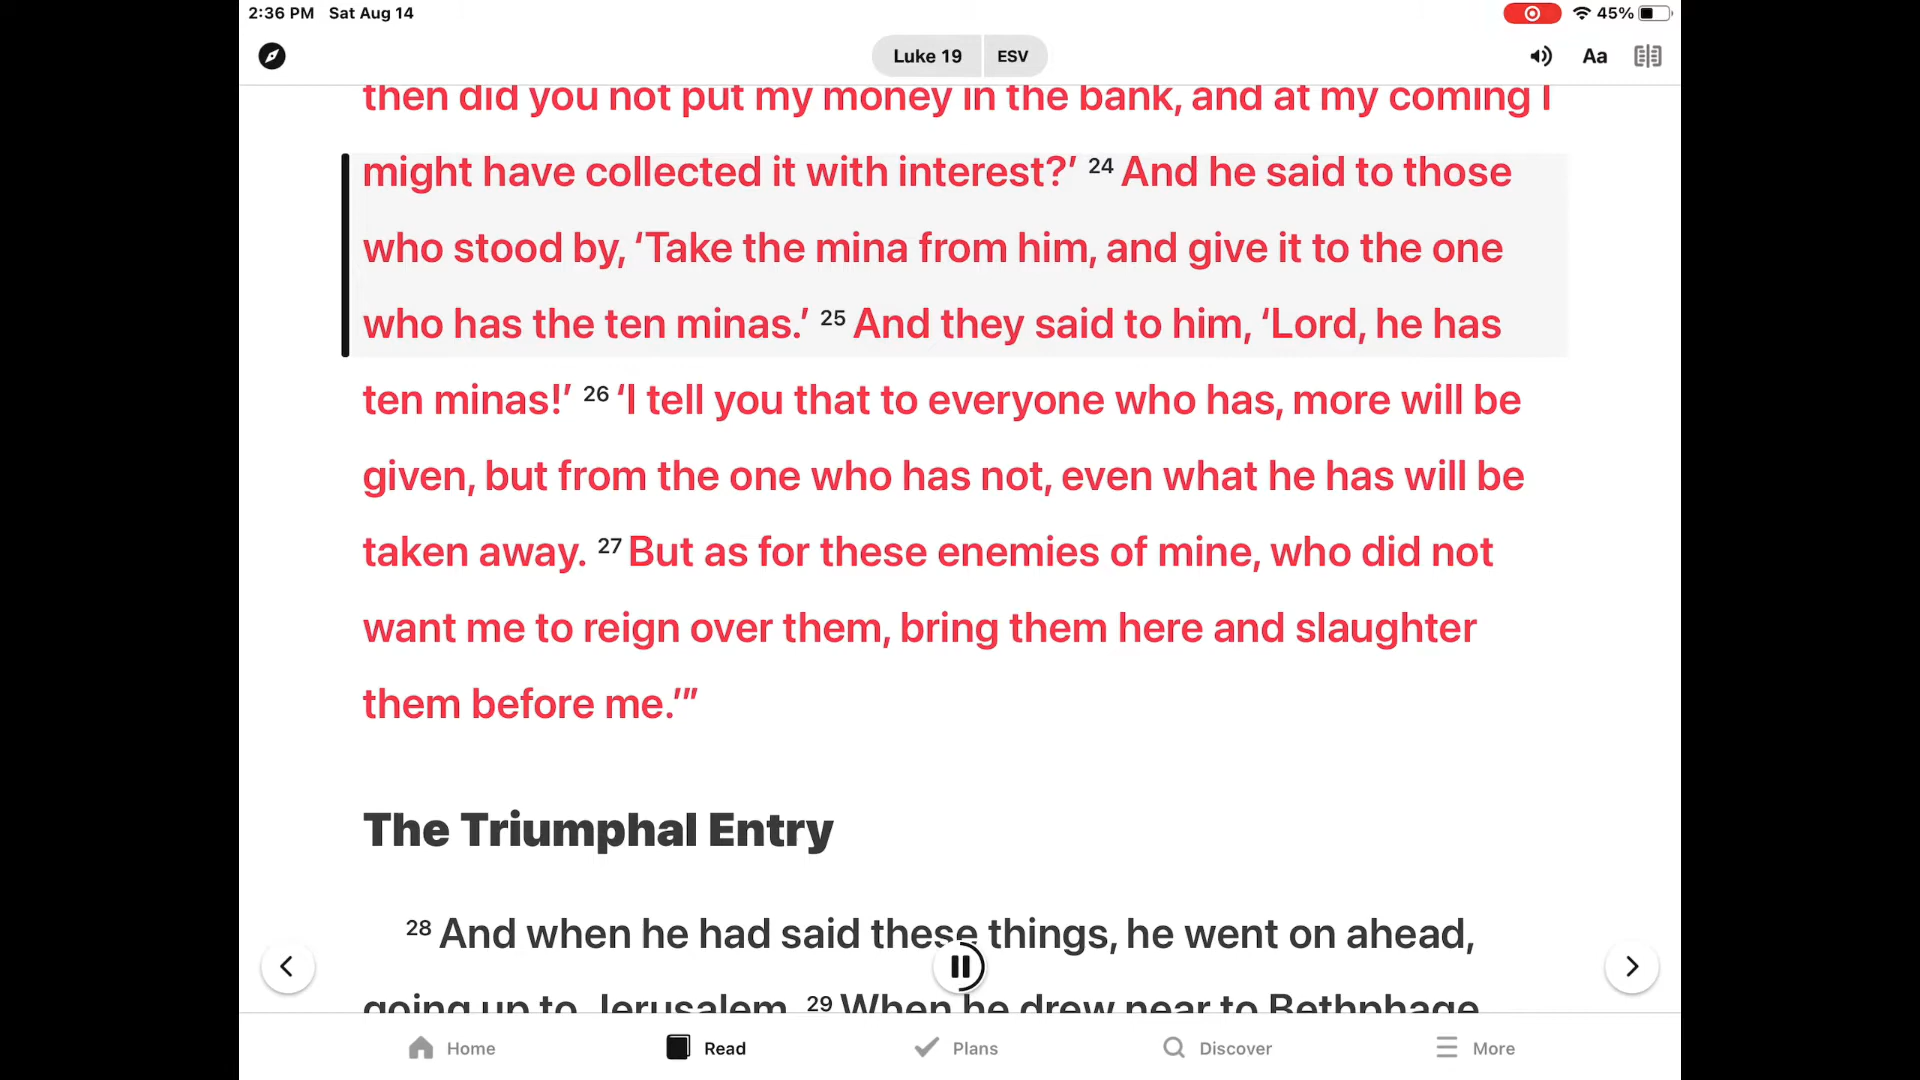 2:36 PM Sat Aug 14
45%
Luke 19 ESV
Aa
then did you not put my money in the bank, and at my coming I
might have collected it with interest?’ 24 And he said to those
who stood by, ‘Take the mina from him, and give it to the one
who has the ten minas.’ 25 And they said to him, ‘Lord, he has
ten minas!’ 26 ‘I tell you that to everyone who has, more will be
given, but from the one who has not, even what he has will be
taken away. 27 But as for these enemies of mine, who did not
want me to reign over them, bring them here and slaughter
them before me.’”
The Triumphal Entry
28 And when he had said these things, he went on ahead,
going up to Jerusalem. 29 When he drew near to Bethphage
Home Read Plans Discover More